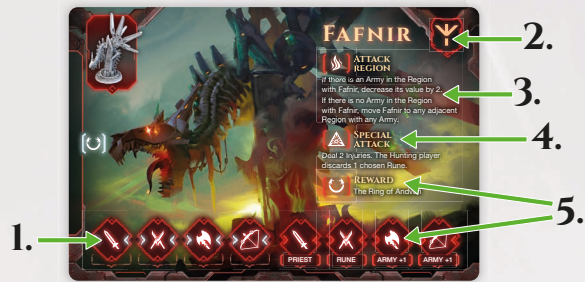 FAFNIR
2.
ATTACK
REGION
If there is an Army in the Region
with Fafnir, decrease its value by 2.
If there is no Army in the Region
with Fafnir, move Fafnir to any adjacent
Region with any Army.
3.
SPECIAL
ATTACK
Deal 2 Injuries. The Hunting player
discards 1 chosen Rune.
4.
REWARD
The Ring of Andvari
5.
1.
PRIEST
RUNE
ARMY +1
ARMY +1